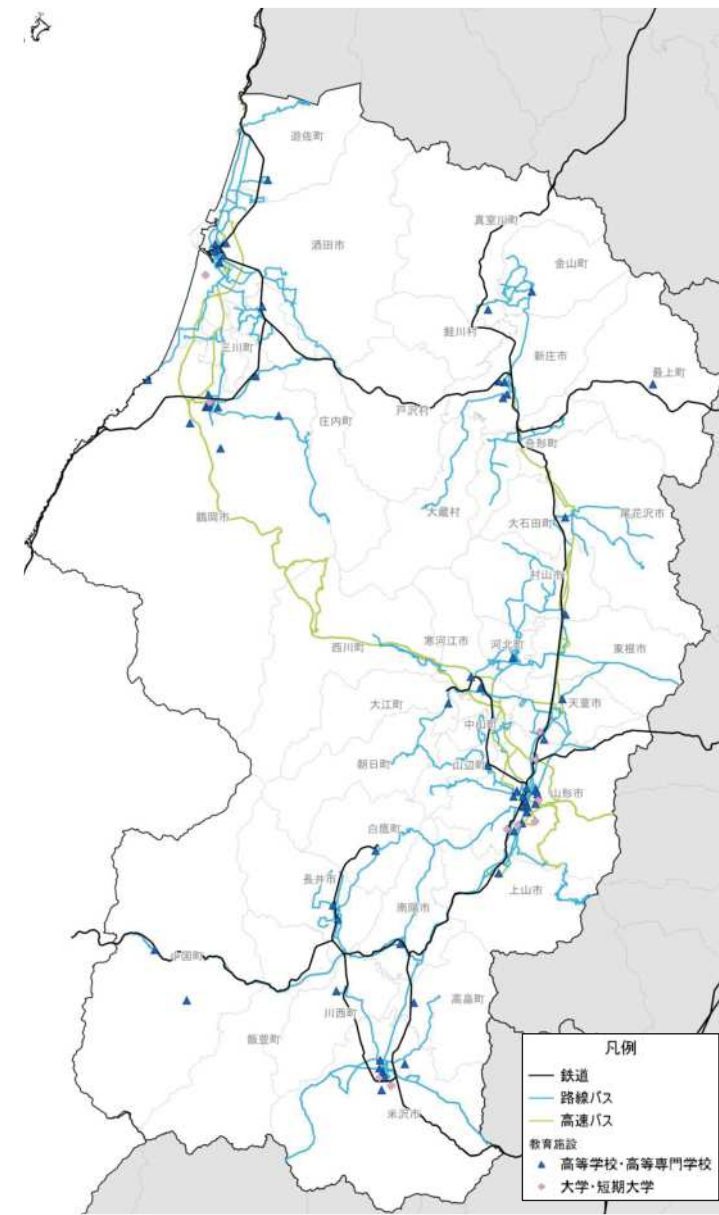 遊佐町
真室川町
酒田市
金山町
鮭川村
三川町
新庄市
最上町
戸沢村
庄内町
舟形町
大蔵村
鶴岡市
大石田町
尾花沢市
村山市
寒河江市
河北町
西川町
東根市
大江町
天童市
中山町
朝日町
山辺町
山形市
白鷹町
長井市
上山市
南陽市
小国町
高畠町
川西町
飯豊町
米沢市
凡例
鉄道
路線バス
高速バス
教育施設
高等学校・高等専門学校
大学・短期大学